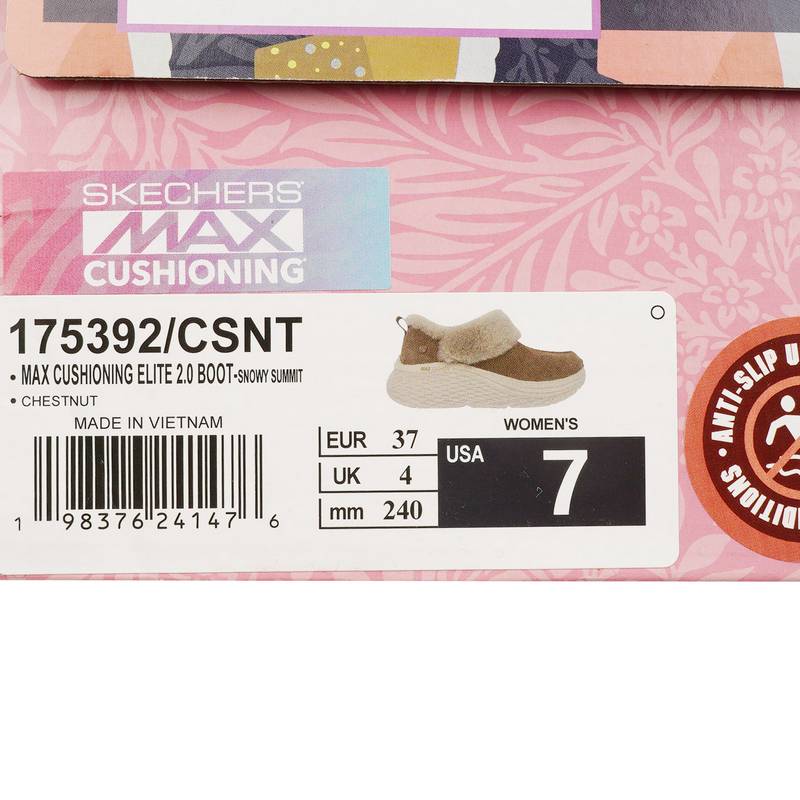 SKECHERS
MAX
CUSHIONING
175392/CSNT
• MAX CUSHIONING ELITE 2.0 BOOT-SNOWY SUMMIT
• CHESTNUT
MADE IN VIETNAM
1 98376 24147 6
WOMEN'S
EUR 37
UK 4
mm 240
USA 7
• ANTI-SLIP